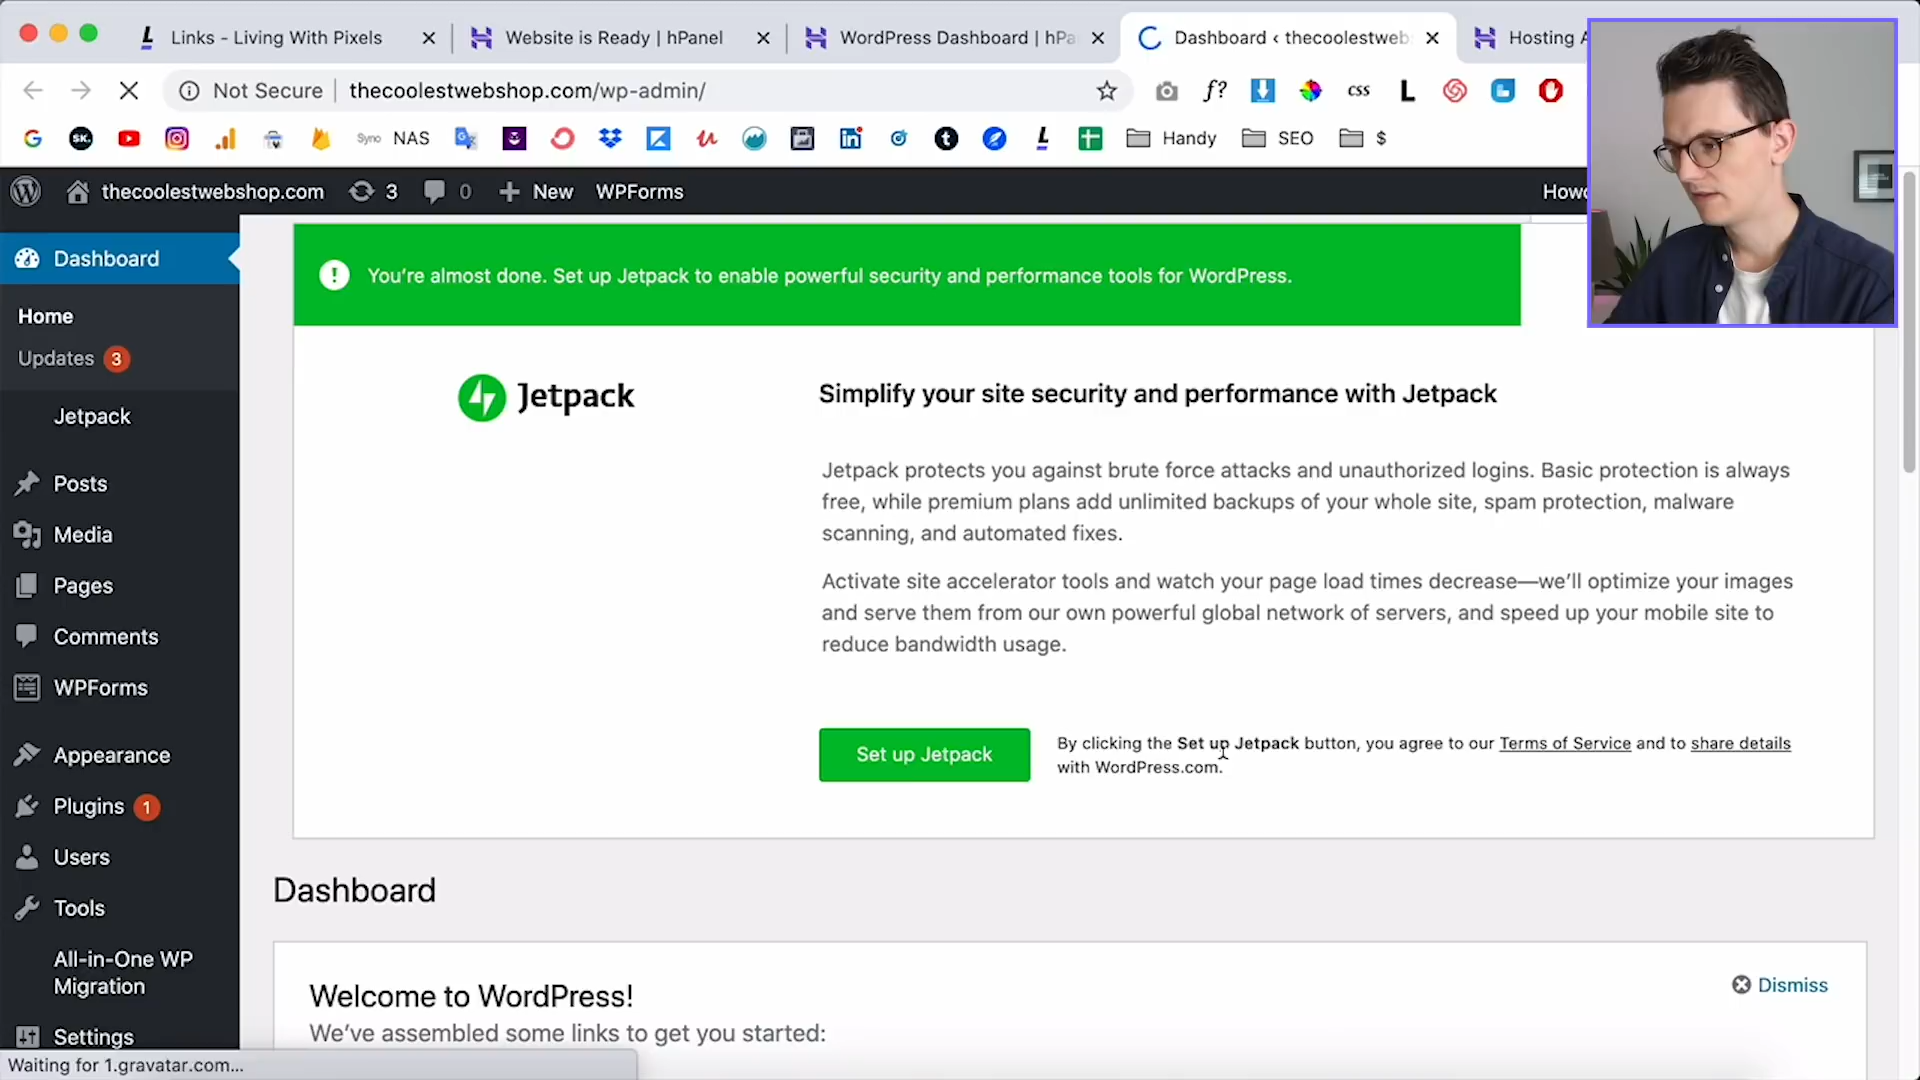 Links - Living With Pixels
Website is Ready | hPanel
WordPress Dashboard | hPa
Dashboard ‹ thecoolestweb
Hosting A
Not Secure | thecoolestwebshop.com/wp-admin/
f?
css
L
G
SK.
Syno
NAS
Handy
SEO
$
thecoolestwebshop.com
3
0
New
WPForms
Howd
Dashboard
Home
Updates 3
Jetpack
Posts
Media
Pages
Comments
WPForms
Appearance
Plugins 1
Users
Tools
All-in-One WP
Migration
Settings
You're almost done. Set up Jetpack to enable powerful security and performance tools for WordPress.
Jetpack
Simplify your site security and performance with Jetpack
Jetpack protects you against brute force attacks and unauthorized logins. Basic protection is always
free, while premium plans add unlimited backups of your whole site, spam protection, malware
scanning, and automated fixes.
Activate site accelerator tools and watch your page load times decrease—we'll optimize your images
and serve them from our own powerful global network of servers, and speed up your mobile site to
reduce bandwidth usage.
Set up Jetpack
By clicking the Set up Jetpack button, you agree to our Terms of Service and to share details
with WordPress.com.
Dashboard
Welcome to WordPress!
Dismiss
We've assembled some links to get you started:
Waiting for 1.gravatar.com...